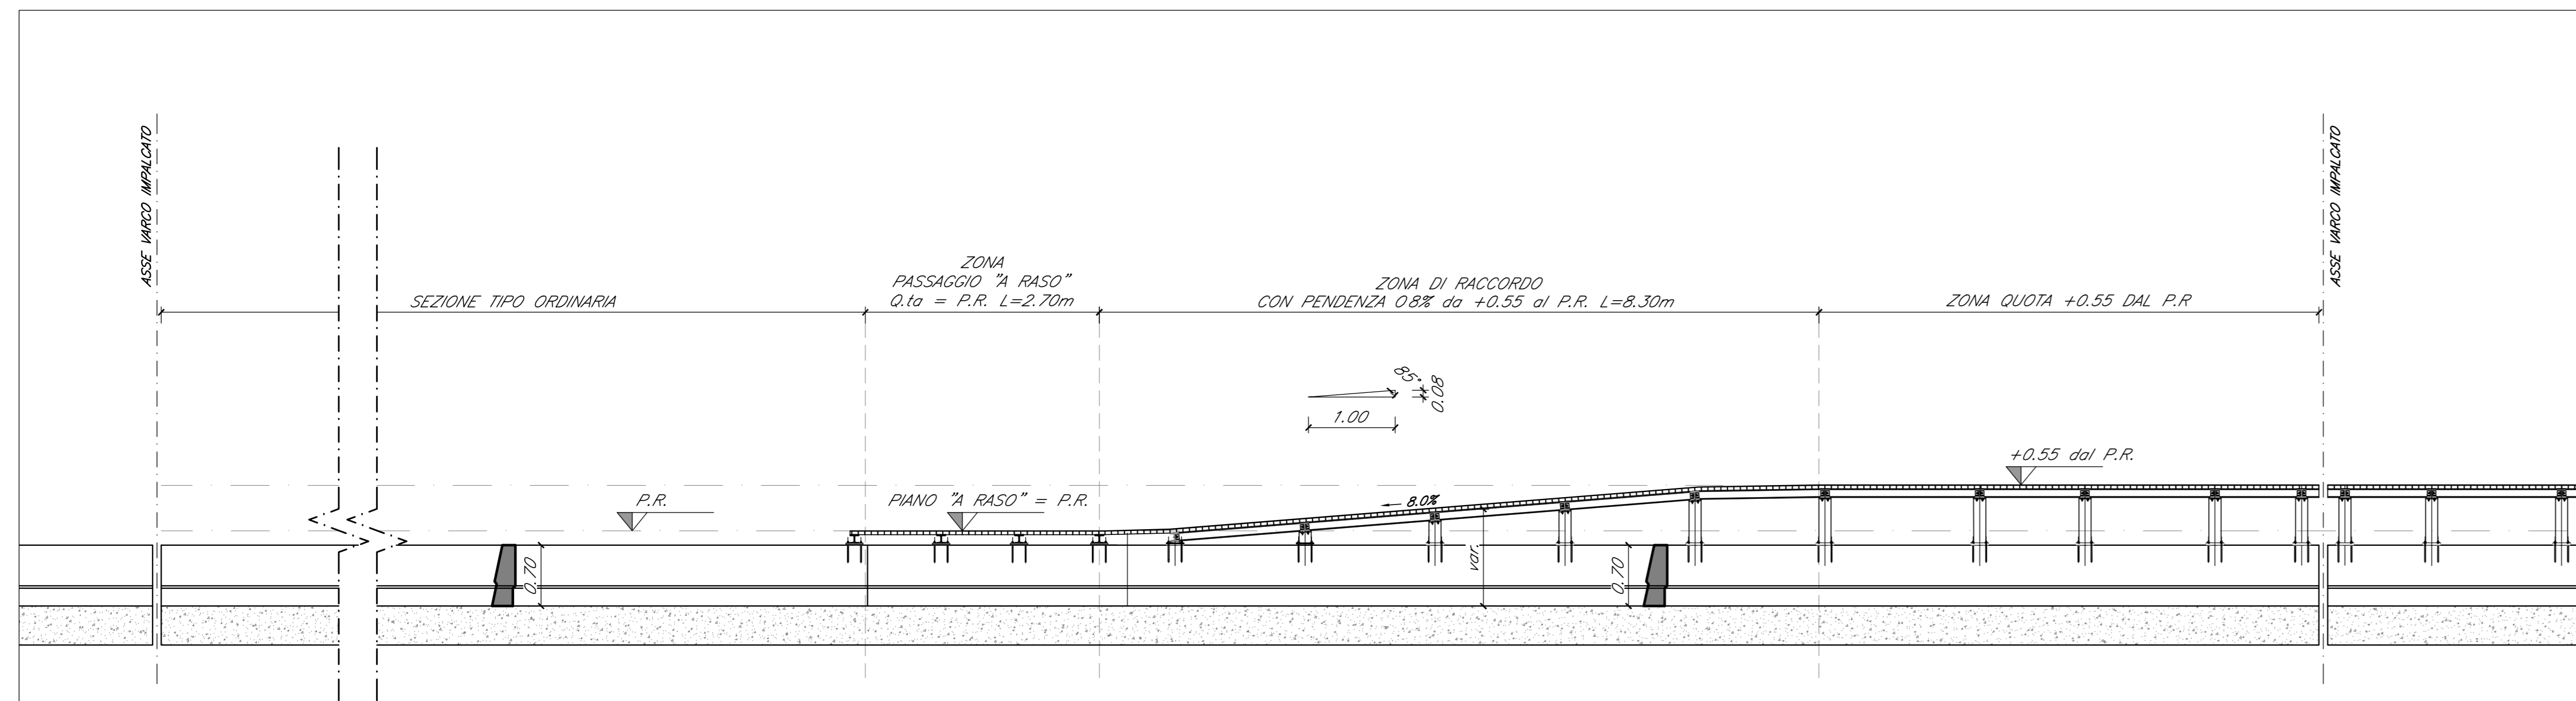 ASSE VARCO IMPALCATO
ASSE VARCO IMPALCATO
SEZIONE TIPO ORDINARIA
ZONA
PASSAGGIO "A RASO"
Q.ta = P.R. L=2.70m
ZONA DI RACCORDO
CON PENDENZA 08% da +0.55 al P.R. L=8.30m
ZONA QUOTA +0.55 DAL P.R
85°
0.08
1.00
+0.55 dal P.R.
P.R.
PIANO "A RASO" = P.R.
8.0%
0.70
var.
0.70